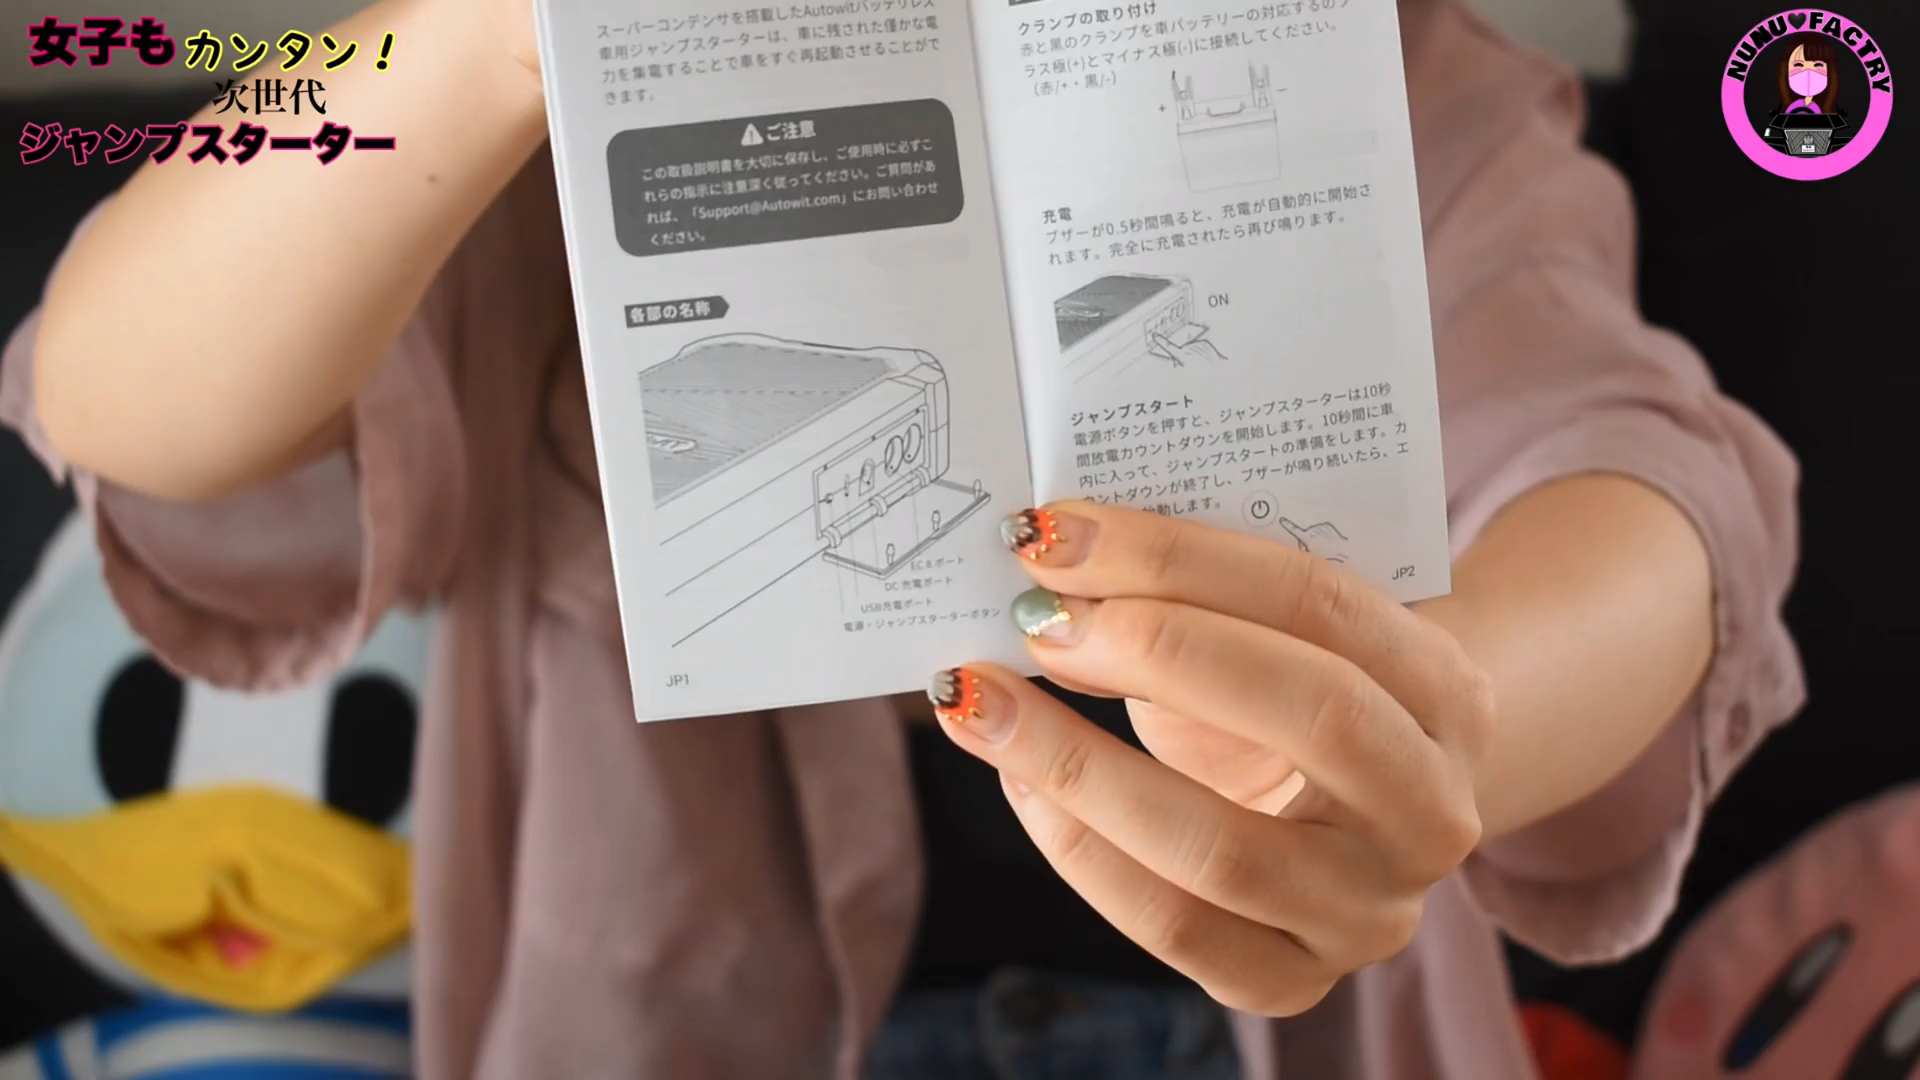 女子もカンタン！
次世代
ジャンプスターター
NUNU♥FACTRY
スーパーコンデンサを搭載したAutowitバッテリレス
車用ジャンプスターターは、車に残された僅かな電
力を集電することで車をすぐ再起動させることがで
きます。
ご注意
この取扱説明書を大切に保存し、ご使用時に必ずこ
れらの指示に注意深く従ってください。ご質問があ
れば、「Support@Autowit.com」にお問い合わせ
ください。
各部の名称
ECポート
DC 充電ポート
USB充電ポート
電源・ジャンプスターターボタン
JP1
クランプの取り付け
赤と黒のクランプを車バッテリーの対応するのプ
ラス極(+)とマイナス極(-)に接続してください。
（赤/+・黒/-）
+ −
充電
ブザーが0.5秒間鳴ると、充電が自動的に開始さ
れます。完全に充電されたら再び鳴ります。
ON
ジャンプスタート
電源ボタンを押すと、ジャンプスターターは10秒
間放電カウントダウンを開始します。10秒間に車
内に入って、ジャンプスタートの準備をします。カ
ウントダウンが終了し、ブザーが鳴り続いたら、エ
始動します。
JP2